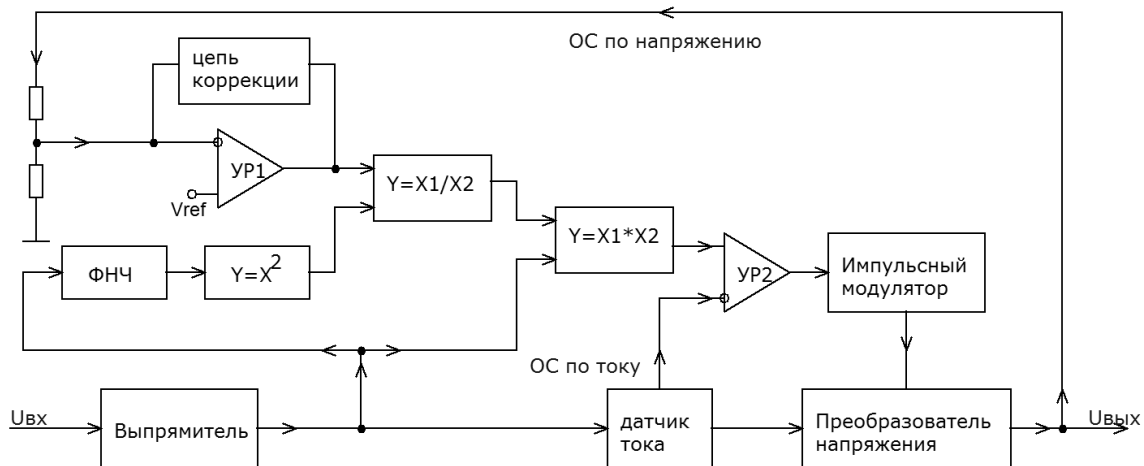 ОС по напряжению
цепь
коррекции
УР1
Vref
Y=X1/X2
Y=X1*X2
ФНЧ
Y=X2
УР2
Импульсный
модулятор
ОС по току
Uвх
Выпрямитель
датчик
тока
Преобразователь
напряжения
Uвых